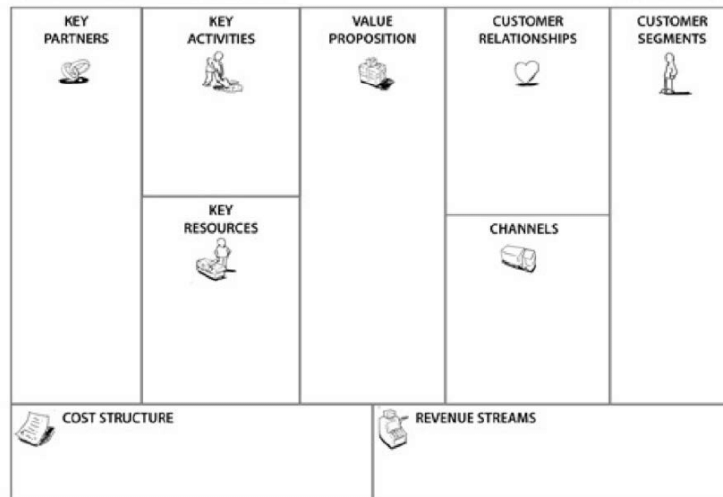 KEY
PARTNERS
KEY
ACTIVITIES
VALUE
PROPOSITION
CUSTOMER
RELATIONSHIPS
CUSTOMER
SEGMENTS
KEY
RESOURCES
CHANNELS
COST STRUCTURE
REVENUE STREAMS